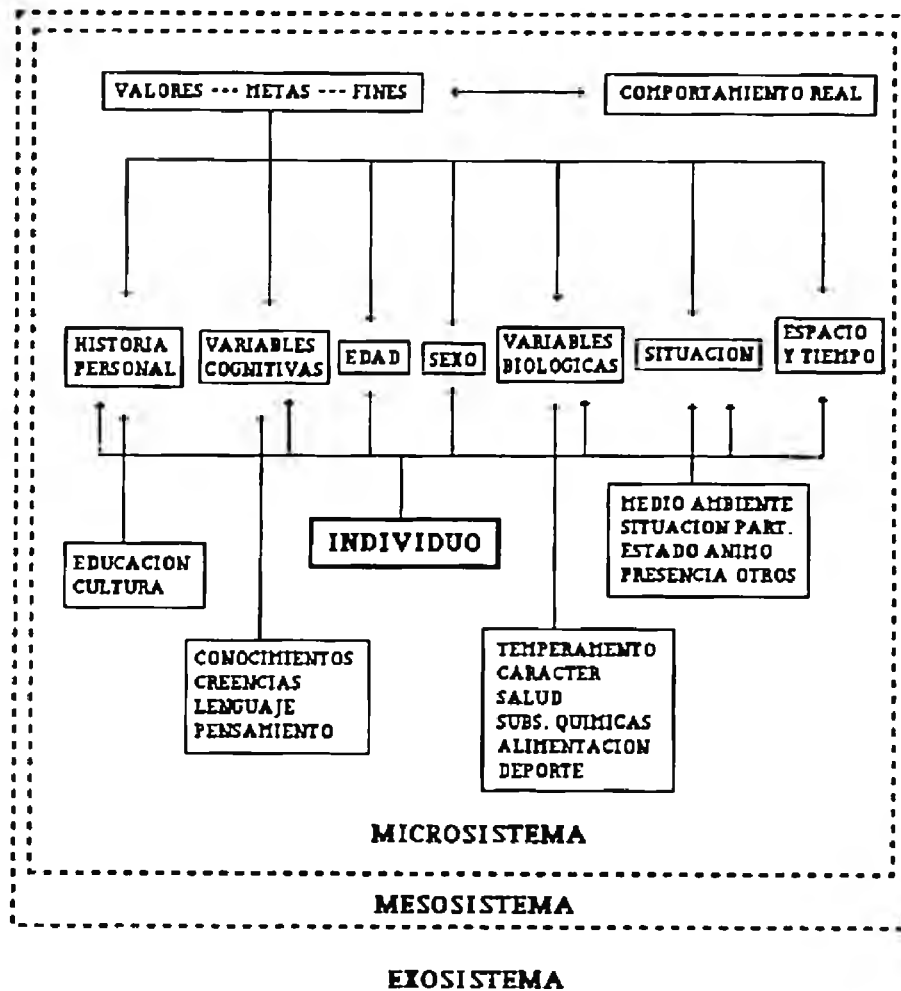 VALORES --- METAS --- FINES
COMPORTAMIENTO REAL
HISTORIA
PERSONAL
VARIABLES
COGNITIVAS
EDAD
SEXO
VARIABLES
BIOLOGICAS
SITUACION
ESPACIO
Y TIEMPO
EDUCACION
CULTURA
INDIVIDUO
MEDIO AMBIENTE
SITUACION PART.
ESTADO ANIMO
PRESENCIA OTROS
CONOCIMIENTOS
CREENCIAS
LENGUAJE
PENSAMIENTO
TEMPERAMENTO
CARACTER
SALUD
SUBS. QUIMICAS
ALIMENTACION
DEPORTE
MICROSISTEMA
MESOSISTEMA
EXOSISTEMA